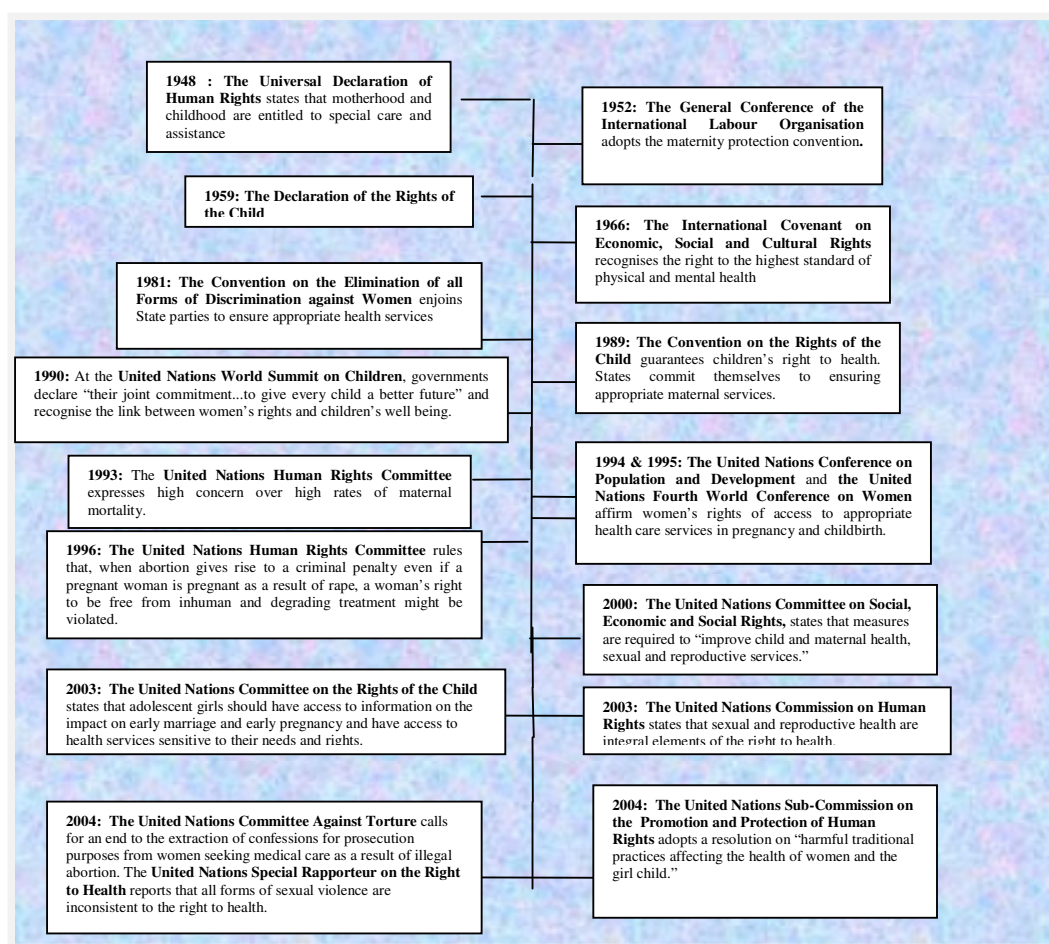 1948 : The Universal Declaration of
Human Rights states that motherhood and
childhood are entitled to special care and
assistance
1952: The General Conference of the
International Labour Organisation
adopts the maternity protection convention.
1959: The Declaration of the Rights of
the Child
1966: The International Covenant on
Economic, Social and Cultural Rights
recognises the right to the highest standard of
physical and mental health
1981: The Convention on the Elimination of all
Forms of Discrimination against Women enjoins
State parties to ensure appropriate health services
1989: The Convention on the Rights of the
Child guarantees children's right to health.
States commit themselves to ensuring
appropriate maternal services.
1990: At the United Nations World Summit on Children, governments
declare “their joint commitment...to give every child a better future” and
recognise the link between women's rights and children's well being.
1993: The United Nations Human Rights Committee
expresses high concern over high rates of maternal
mortality.
1994 & 1995: The United Nations Conference on
Population and Development and the United
Nations Fourth World Conference on Women
affirm women's rights of access to appropriate
health care services in pregnancy and childbirth.
1996: The United Nations Human Rights Committee rules
that, when abortion gives rise to a criminal penalty even if a
pregnant woman is pregnant as a result of rape, a woman's right
to be free from inhuman and degrading treatment might be
violated.
2000: The United Nations Committee on Social,
Economic and Social Rights, states that measures
are required to “improve child and maternal health,
sexual and reproductive services.”
2003: The United Nations Committee on the Rights of the Child
states that adolescent girls should have access to information on the
impact on early marriage and early pregnancy and have access to
health services sensitive to their needs and rights.
2003: The United Nations Commission on Human
Rights states that sexual and reproductive health are
integral elements of the right to health.
2004: The United Nations Committee Against Torture calls
for an end to the extraction of confessions for prosecution
purposes from women seeking medical care as a result of illegal
abortion. The United Nations Special Rapporteur on the Right
to Health reports that all forms of sexual violence are
inconsistent to the right to health.
2004: The United Nations Sub-Commission on
the Promotion and Protection of Human
Rights adopts a resolution on “harmful traditional
practices affecting the health of women and the
girl child.”